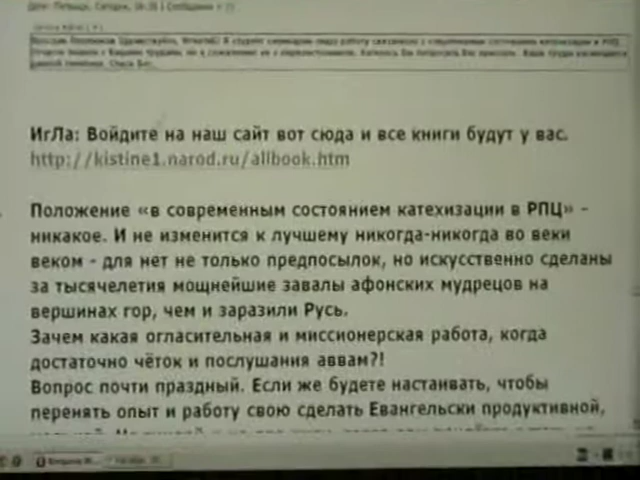 ИгЛа: Войдите на наш сайт вот сюда и все книги будут у вас.
http://kistine1.narod.ru/allbook.htm
Положение «в современным состоянием катехизации в РПЦ» -
никакое. И не изменится к лучшему никогда-никогда во веки
веком - для нет не только предпосылок, но искусственно сделаны
за тысячелетия мощнейшие завалы афонских мудрецов на
вершинах гор, чем и заразили Русь.
Зачем какая огласительная и миссионерская работа, когда
достаточно чёток и послушания аввам?!
Вопрос почти праздный. Если же будете настаивать, чтобы
перенять опыт и работу свою сделать Евангельски продуктивной,